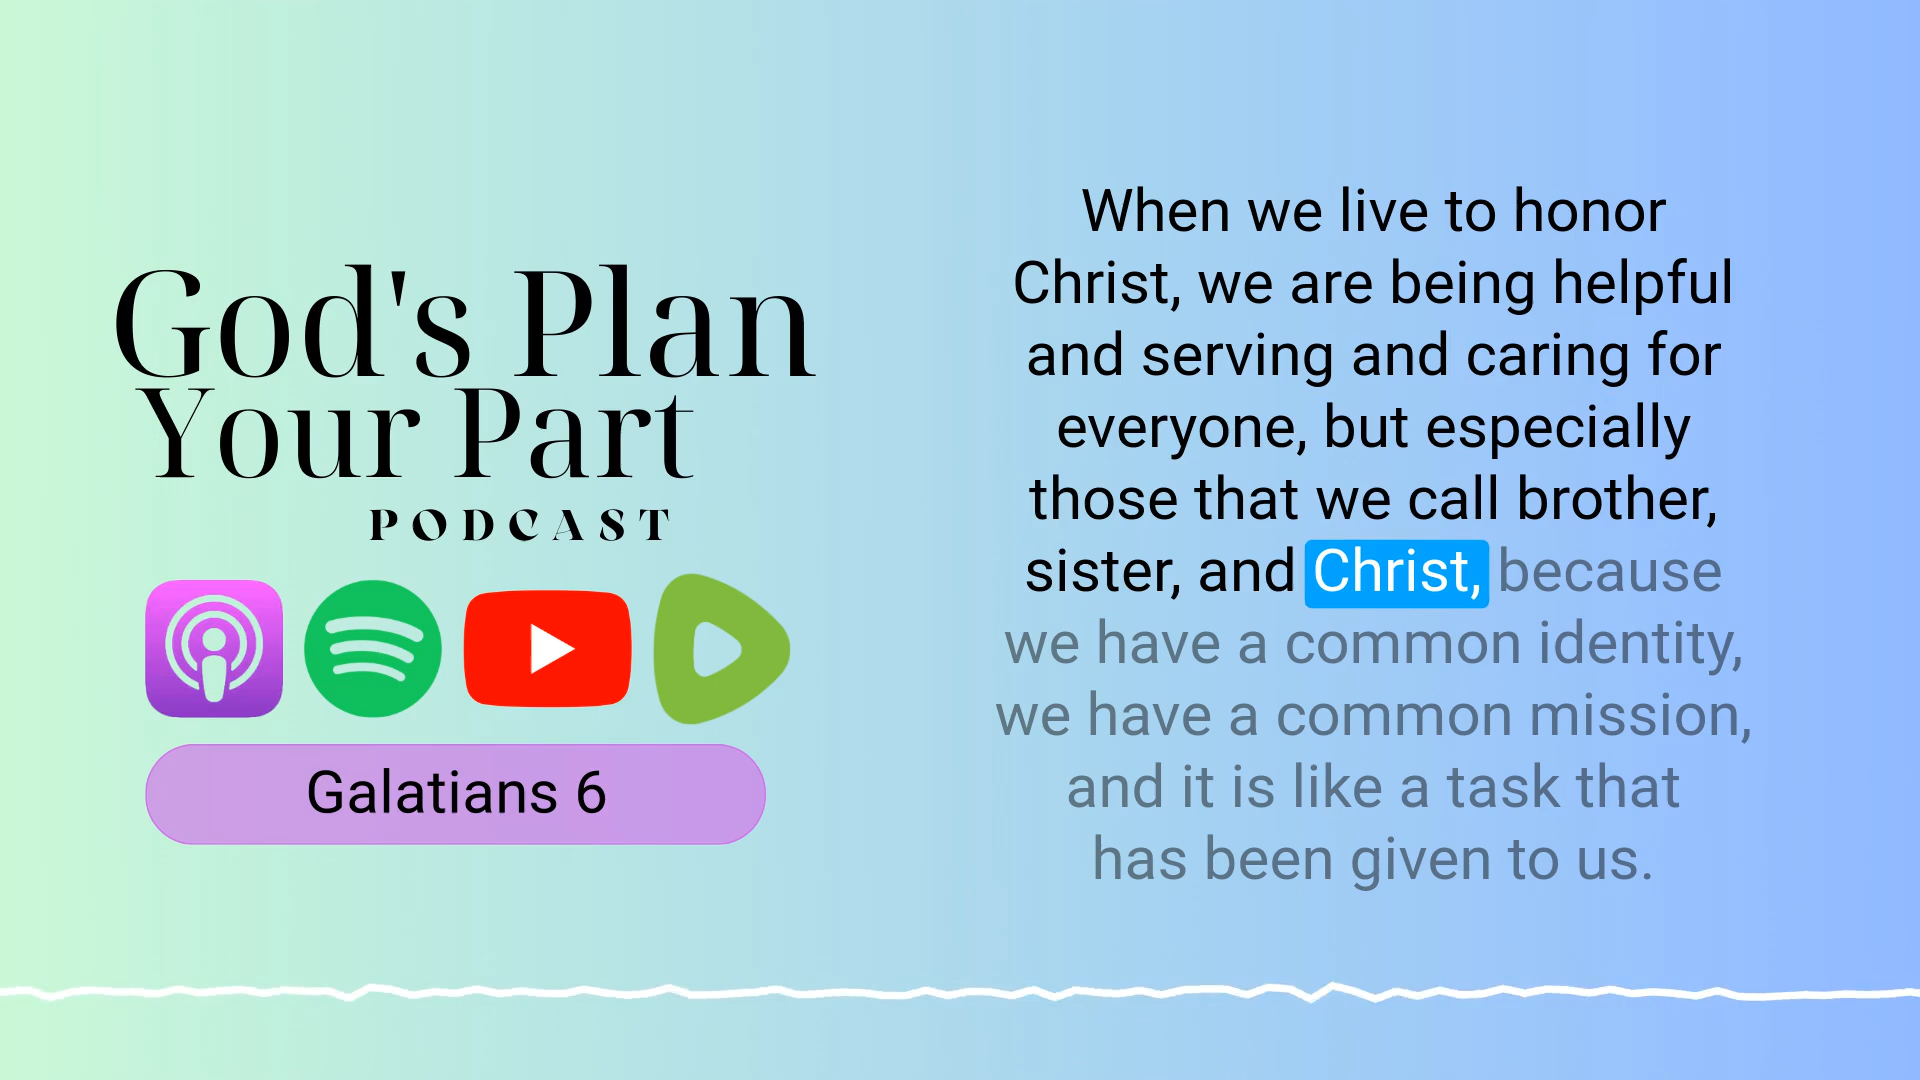 God's Plan
Your Part
PODCAST
Galatians 6
When we live to honor
Christ, we are being helpful
and serving and caring for
everyone, but especially
those that we call brother,
sister, and Christ, because
we have a common identity,
we have a common mission,
and it is like a task that
has been given to us.